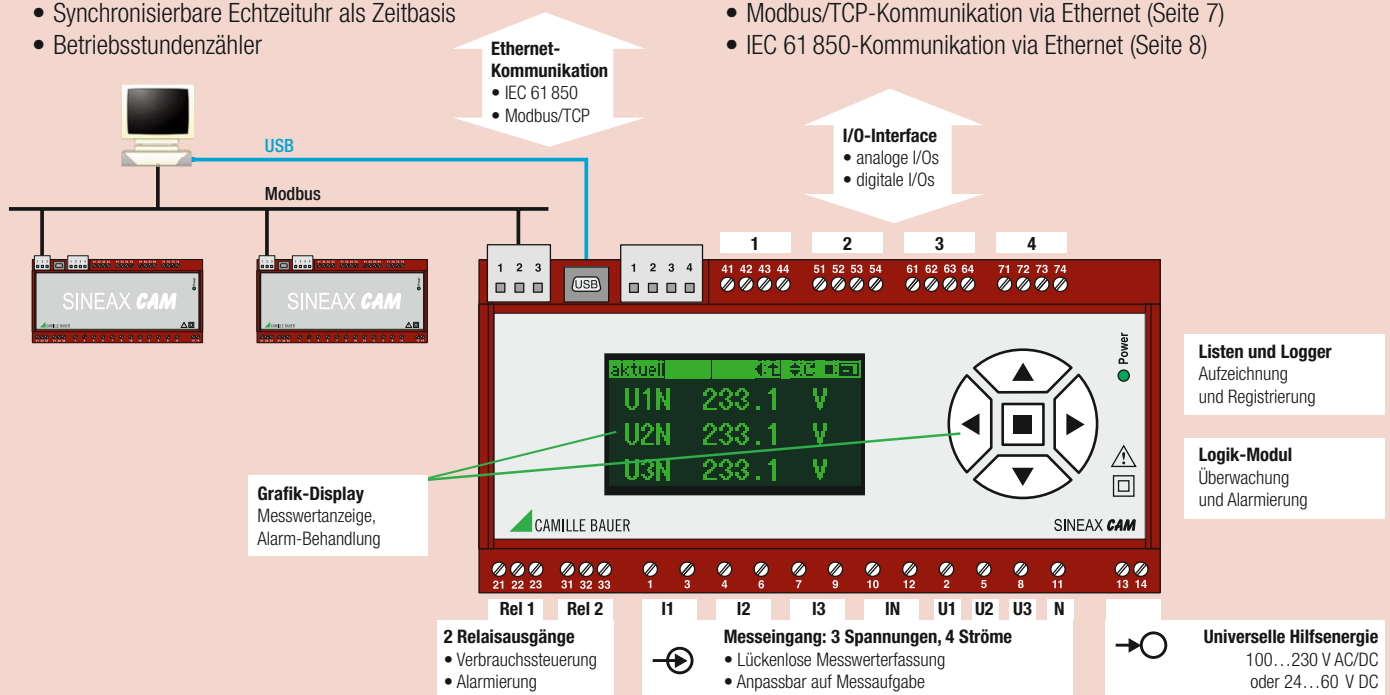 • Synchronisierbare Echtzeituhr als Zeitbasis
• Betriebsstundenzähler
• Modbus/TCP-Kommunikation via Ethernet (Seite 7)
• IEC 61 850-Kommunikation via Ethernet (Seite 8)
Ethernet-
Kommunikation
• IEC 61 850
• Modbus/TCP
I/O-Interface
• analoge I/Os
• digitale I/Os
USB
Modbus
SINEAX CAM
CAMILLE BAUER
SINEAX CAM
CAMILLE BAUER
1 2 3 4
1 2 3
USB
1 2 3 4
41 42 43 44
51 52 53 54
61 62 63 64
71 72 73 74
Power
aktuell
U1N 233.1 V
U2N 233.1 V
U3N 233.1 V
CAMILLE BAUER
SINEAX CAM
Grafik-Display
Messwertanzeige,
Alarm-Behandlung
Listen und Logger
Aufzeichnung
und Registrierung
Logik-Modul
Überwachung
und Alarmierung
21 22 23 31 32 33 1 3 4 6 7 9 10 12 2 5 8 11 13 14
Rel 1 Rel 2 I1 I2 I3 IN U1 U2 U3 N
2 Relaisausgänge
• Verbrauchssteuerung
• Alarmierung
Messeingang: 3 Spannungen, 4 Ströme
• Lückenlose Messwerterfassung
• Anpassbar auf Messaufgabe
Universelle Hilfsenergie
100…230 V AC/DC
oder 24…60 V DC